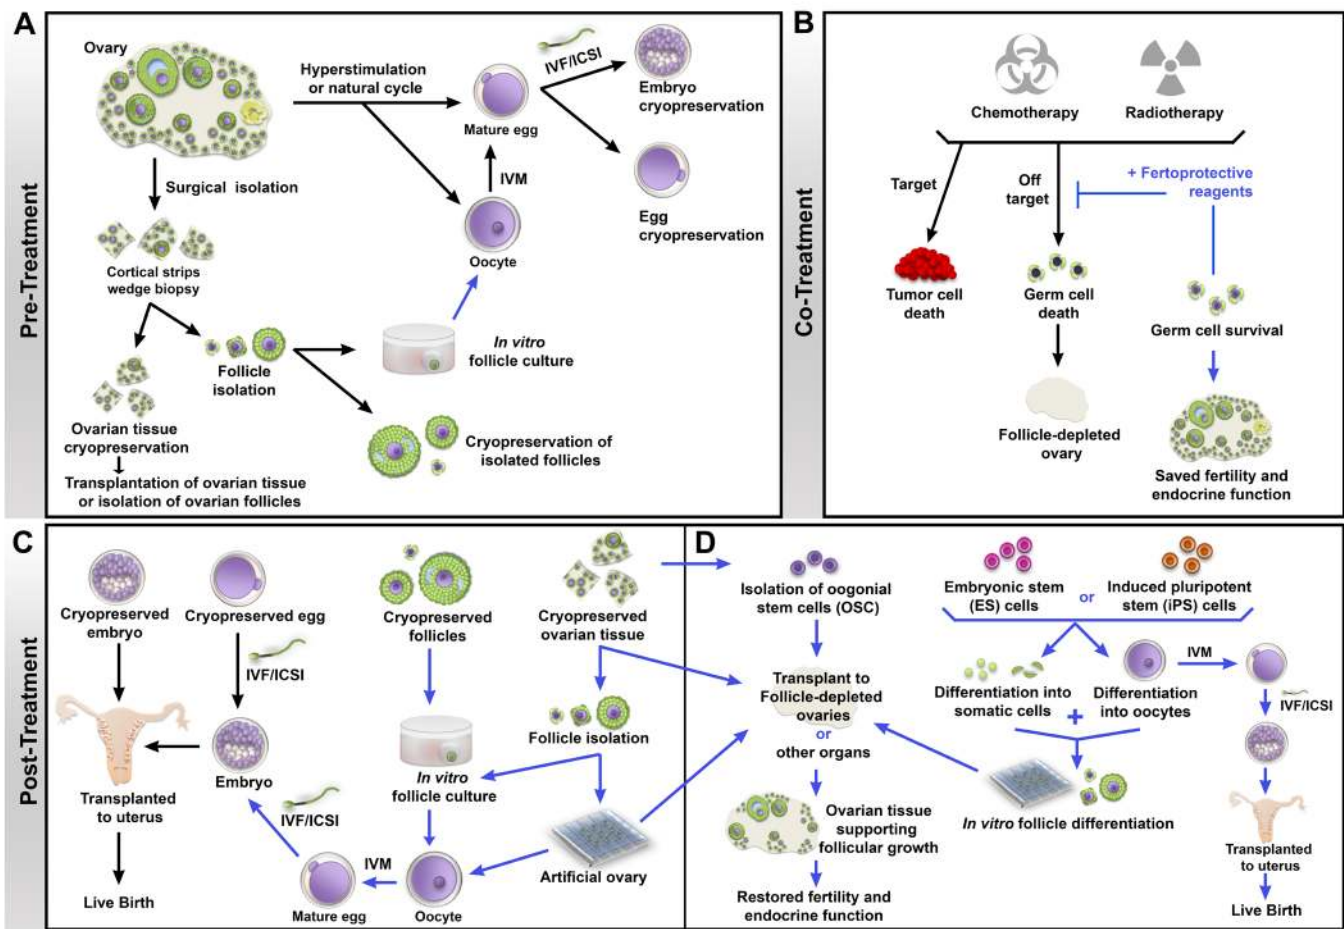 A
Pre-Treatment
Ovary
Hyperstimulation
or natural cycle
Mature egg
IVF/ICSI
Embryo
cryopreservation
Egg
cryopreservation
IVM
Oocyte
Surgical isolation
Cortical strips
wedge biopsy
Follicle
isolation
In vitro
follicle culture
Cryopreservation of
isolated follicles
Ovarian tissue
cryopreservation
Transplantation of ovarian tissue
or isolation of ovarian follicles
B
Co-Treatment
Chemotherapy
Radiotherapy
Target
Off
target
+ Fertoprotective
reagents
Tumor cell
death
Germ cell
death
Germ cell survival
Follicle-depleted
ovary
Saved fertility and
endocrine function
C
Post-Treatment
Cryopreserved
embryo
Cryopreserved egg
Cryopreserved
follicles
Cryopreserved
ovarian tissue
IVF/ICSI
Transplanted
to uterus
Embryo
Live Birth
IVF/ICSI
Mature egg
IVM
Oocyte
In vitro
follicle culture
Follicle isolation
Artificial ovary
D
Isolation of oogonial
stem cells (OSC)
Transplant to
Follicle-depleted
ovaries
or
other organs
Ovarian tissue
supporting
follicular growth
Restored fertility and
endocrine function
Embryonic stem
(ES) cells
or
Induced pluripotent
stem (iPS) cells
Differentiation into
somatic cells
+
Differentiation
into oocytes
IVM
IVF/ICSI
In vitro follicle differentiation
Transplanted
to uterus
Live Birth